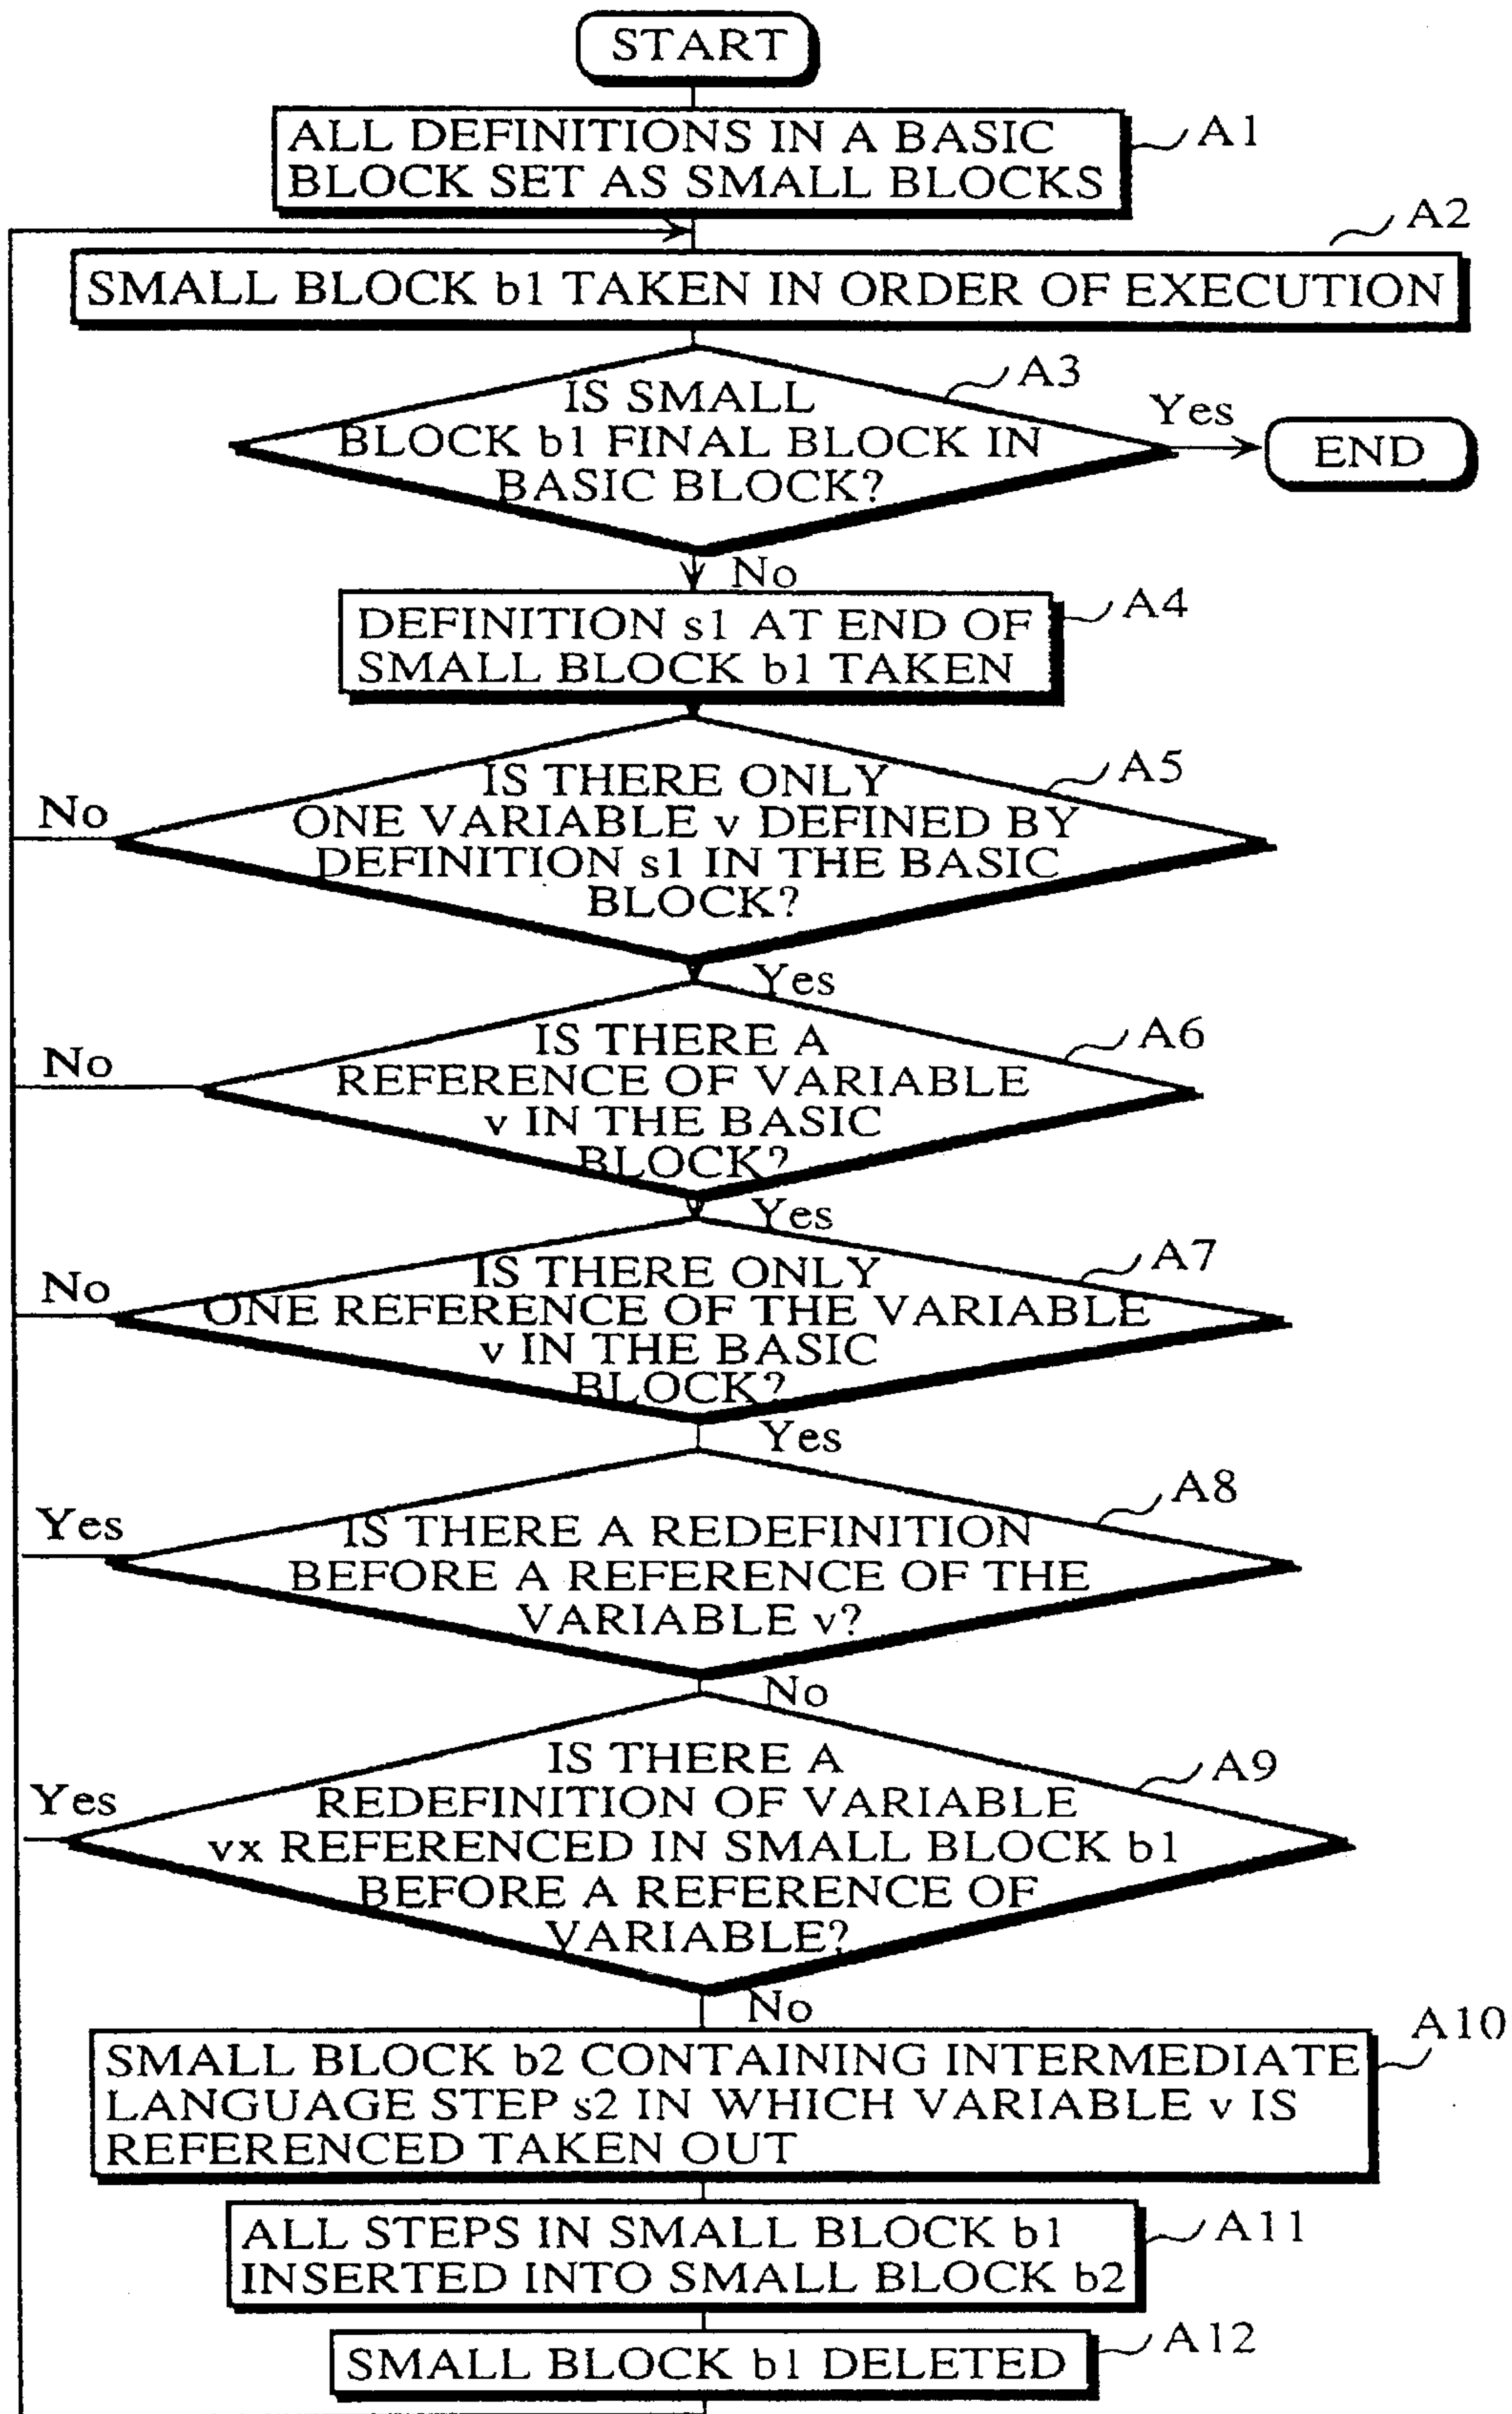 START
ALL DEFINITIONS IN A BASIC
BLOCK SET AS SMALL BLOCKS
A1
A2
SMALL BLOCK b1 TAKEN IN ORDER OF EXECUTION
A3
IS SMALL
BLOCK b1 FINAL BLOCK IN
BASIC BLOCK?
Yes
END
No
DEFINITION s1 AT END OF
SMALL BLOCK b1 TAKEN
A4
A5
IS THERE ONLY
ONE VARIABLE v DEFINED BY
DEFINITION s1 IN THE BASIC
BLOCK?
No
Yes
A6
IS THERE A
REFERENCE OF VARIABLE
v IN THE BASIC
BLOCK?
No
Yes
A7
IS THERE ONLY
ONE REFERENCE OF THE VARIABLE
v IN THE BASIC
BLOCK?
No
Yes
A8
IS THERE A REDEFINITION
BEFORE A REFERENCE OF THE
VARIABLE v?
Yes
No
A9
IS THERE A
REDEFINITION OF VARIABLE
vx REFERENCED IN SMALL BLOCK b1
BEFORE A REFERENCE OF
VARIABLE?
Yes
No
A10
SMALL BLOCK b2 CONTAINING INTERMEDIATE
LANGUAGE STEP s2 IN WHICH VARIABLE v IS
REFERENCED TAKEN OUT
ALL STEPS IN SMALL BLOCK b1
INSERTED INTO SMALL BLOCK b2
A11
SMALL BLOCK b1 DELETED
A12